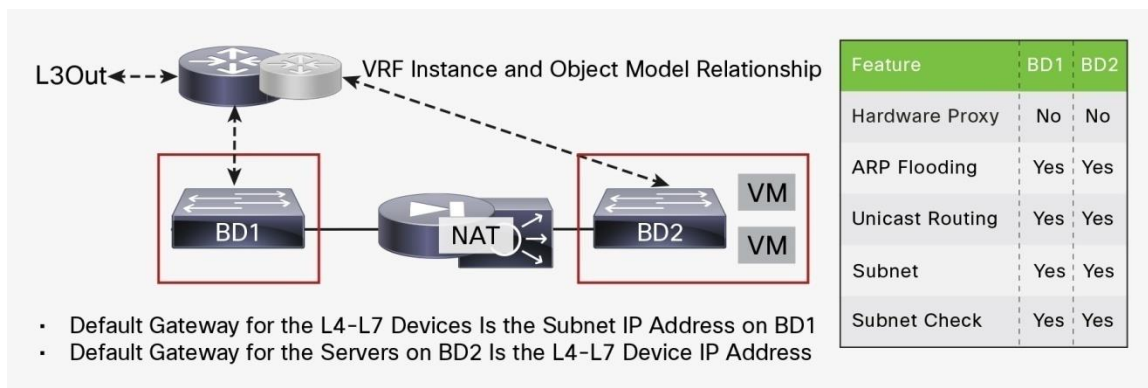 L3Out
VRF Instance and Object Model Relationship
BD1
NAT
BD2
VM
VM
· Default Gateway for the L4-L7 Devices Is the Subnet IP Address on BD1
· Default Gateway for the Servers on BD2 Is the L4-L7 Device IP Address
Feature BD1 BD2
Hardware Proxy No No
ARP Flooding Yes Yes
Unicast Routing Yes Yes
Subnet Yes Yes
Subnet Check Yes Yes